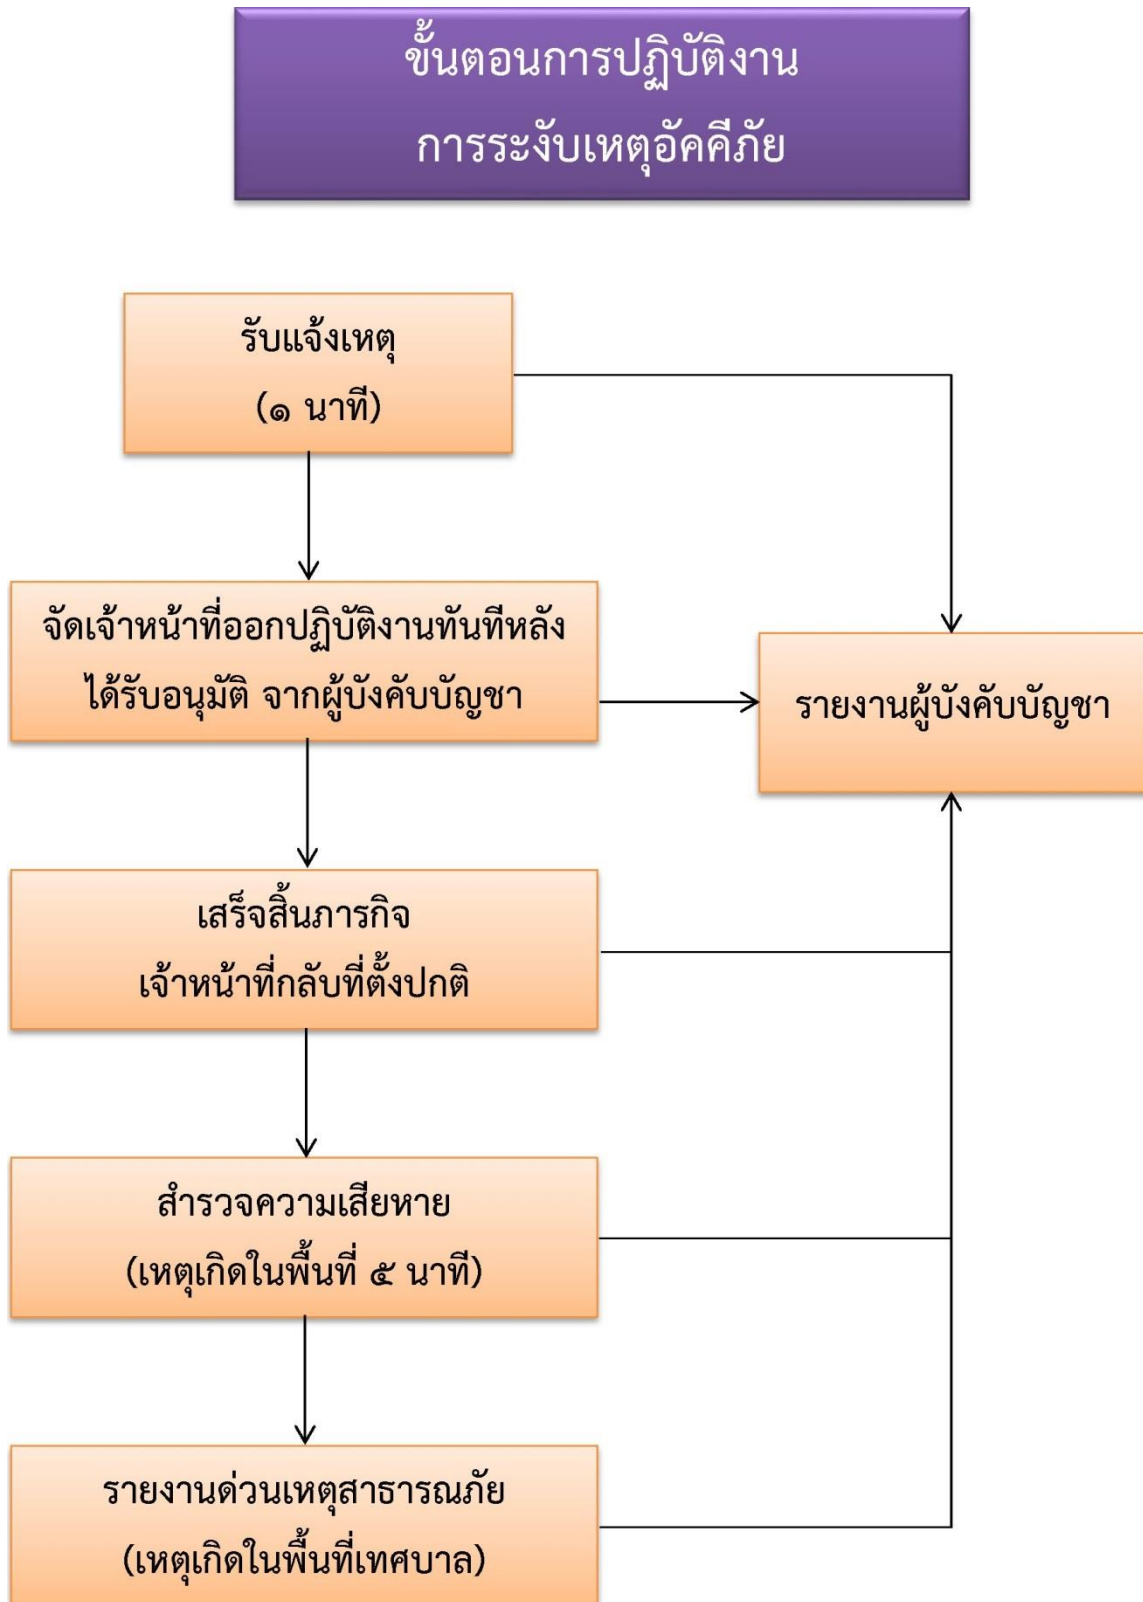 ขั้นตอนการปฏิบัติงาน
การระงับเหตุอัคคีภัย
รับแจ้งเหตุ
(๑ นาที)
จัดเจ้าหน้าที่ออกปฏิบัติงานทันทีหลัง
ได้รับอนุมัติ จากผู้บังคับบัญชา
รายงานผู้บังคับบัญชา
เสร็จสิ้นภารกิจ
เจ้าหน้าที่กลับที่ตั้งปกติ
สำรวจความเสียหาย
(เหตุเกิดในพื้นที่ ๕ นาที)
รายงานด่วนเหตุสาธารณภัย
(เหตุเกิดในพื้นที่เทศบาล)